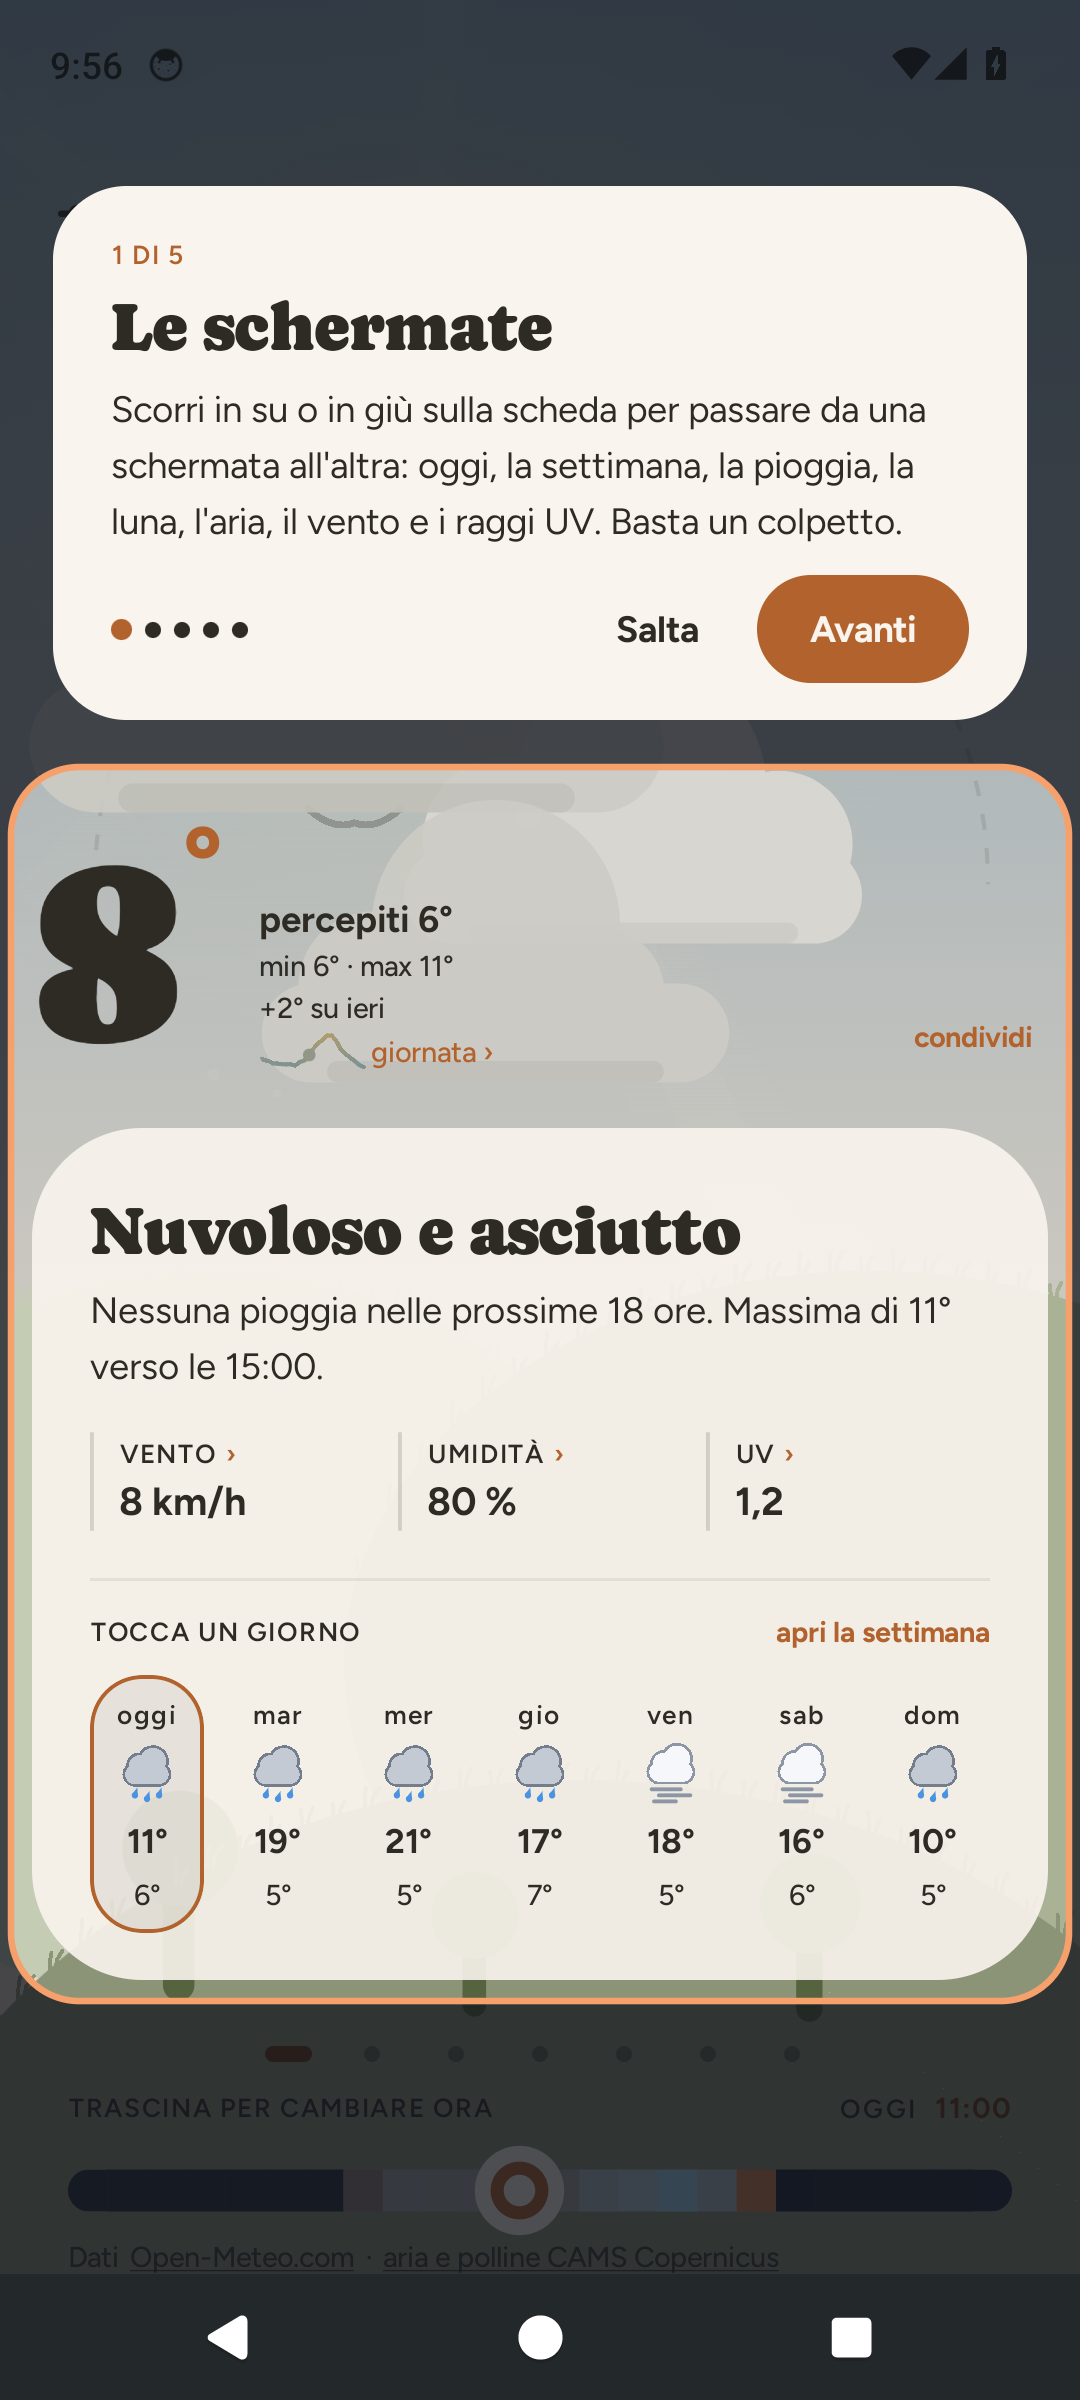 9:56
1 DI 5
Le schermate
Scorri in su o in giù sulla scheda per passare da una
schermata all'altra: oggi, la settimana, la pioggia, la
luna, l'aria, il vento e i raggi UV. Basta un colpetto.
Salta Avanti
8°
percepiti 6°
min 6° · max 11°
+2° su ieri
giornata ›
condividi
Nuvoloso e asciutto
Nessuna pioggia nelle prossime 18 ore. Massima di 11°
verso le 15:00.
VENTO › UMIDITÀ › UV ›
8 km/h 80 % 1,2
TOCCA UN GIORNO apri la settimana
oggi mar mer gio ven sab dom
11° 19° 21° 17° 18° 16° 10°
6° 5° 5° 7° 5° 6° 5°
TRASCINA PER CAMBIARE ORA OGGI 11:00
Dati Open-Meteo.com · aria e polline CAMS Copernicus